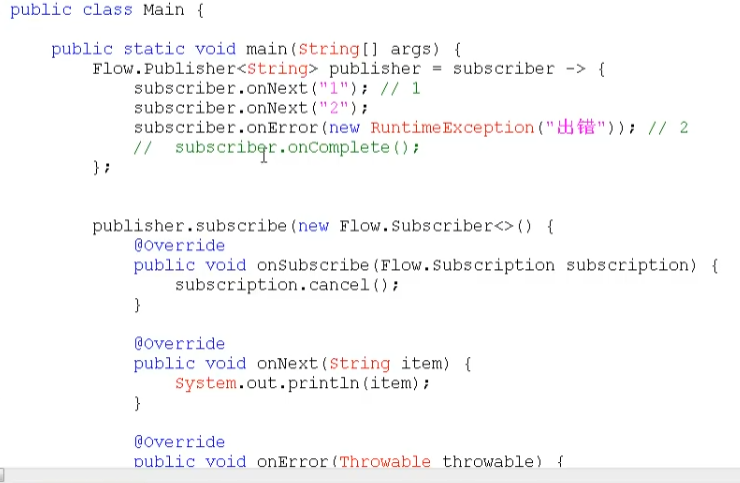 public class Main {
public static void main(String[] args) {
Flow.Publisher<String> publisher = subscriber -> {
subscriber.onNext("1"); // 1
subscriber.onNext("2");
subscriber.onError(new RuntimeException("出错")); // 2
// subscriber.onComplete();
};
publisher.subscribe(new Flow.Subscriber<>() {
@Override
public void onSubscribe(Flow.Subscription subscription) {
subscription.cancel();
}
@Override
public void onNext(String item) {
System.out.println(item);
}
@Override
public void onError(Throwable throwable) {